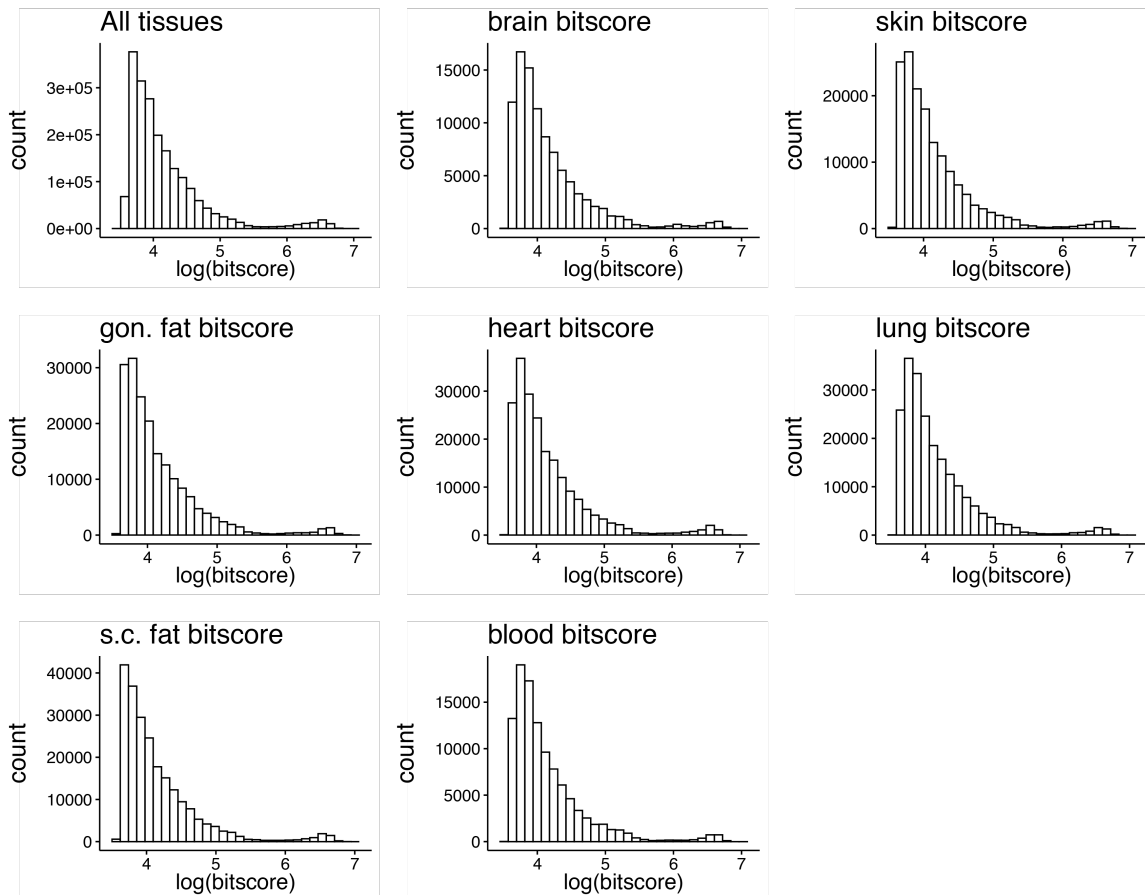 All tissues
3e+05
2e+05
1e+05
0e+00
count
4 5 6 7
log(bitscore)
brain bitscore
15000
10000
5000
0
count
4 5 6 7
log(bitscore)
skin bitscore
20000
10000
0
count
4 5 6 7
log(bitscore)
gon. fat bitscore
30000
20000
10000
0
count
4 5 6 7
log(bitscore)
heart bitscore
30000
20000
10000
0
count
4 5 6 7
log(bitscore)
lung bitscore
30000
20000
10000
0
count
4 5 6 7
log(bitscore)
s.c. fat bitscore
40000
30000
20000
10000
0
count
4 5 6 7
log(bitscore)
blood bitscore
15000
10000
5000
0
count
4 5 6 7
log(bitscore)